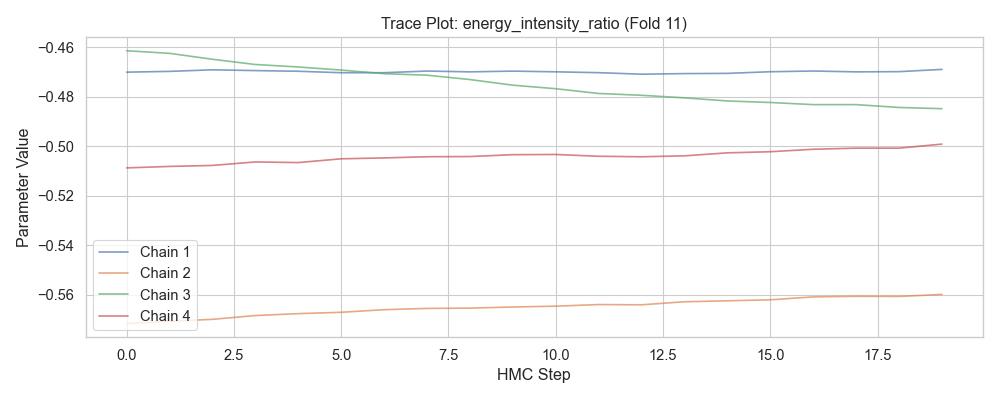 Trace Plot: energy_intensity_ratio (Fold 11)
Parameter Value
−0.46
−0.48
−0.50
−0.52
−0.54
−0.56
Chain 1
Chain 2
Chain 3
Chain 4
0.0 2.5 5.0 7.5 10.0 12.5 15.0 17.5
HMC Step